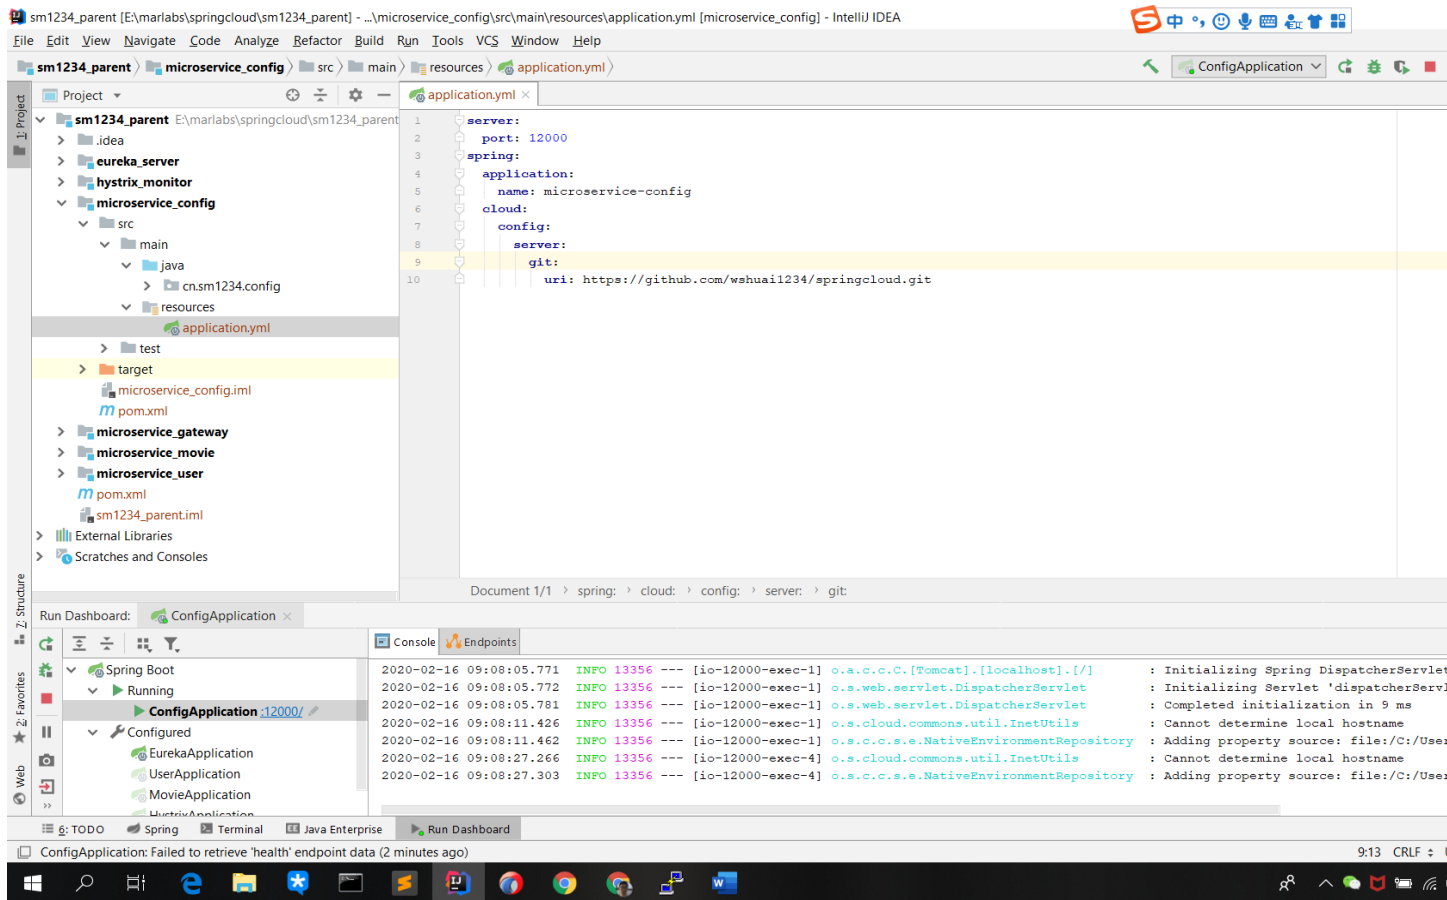 sm1234_parent [E:\marlabs\springcloud\sm1234_parent] - ...\microservice_config\src\main\resources\application.yml [microservice_config] - IntelliJ IDEA
中
File Edit View Navigate Code Analyze Refactor Build Run Tools VCS Window Help
sm1234_parent microservice_config src main resources application.yml
ConfigApplication
1: Project
Project
application.yml
sm1234_parent E:\marlabs\springcloud\sm1234_parent
.idea
eureka_server
hystrix_monitor
microservice_config
src
main
java
cn.sm1234.config
resources
application.yml
test
target
microservice_config.iml
pom.xml
microservice_gateway
microservice_movie
microservice_user
pom.xml
sm1234_parent.iml
External Libraries
Scratches and Consoles
1 server:
2 port: 12000
3 spring:
4 application:
5 name: microservice-config
6 cloud:
7 config:
8 server:
9 git:
10 uri: https://github.com/wshuai1234/springcloud.git
Document 1/1 spring: cloud: config: server: git:
7: Structure
2: Favorites
Web
Run Dashboard: ConfigApplication
Console Endpoints
Spring Boot
Running
ConfigApplication :12000/
Configured
EurekaApplication
UserApplication
MovieApplication
HystrixApplication
2020-02-16 09:08:05.771 INFO 13356 --- [io-12000-exec-1] o.a.c.c.C.[Tomcat].[localhost].[/] : Initializing Spring DispatcherServlet
2020-02-16 09:08:05.772 INFO 13356 --- [io-12000-exec-1] o.s.web.servlet.DispatcherServlet : Initializing Servlet 'dispatcherServl
2020-02-16 09:08:05.781 INFO 13356 --- [io-12000-exec-1] o.s.web.servlet.DispatcherServlet : Completed initialization in 9 ms
2020-02-16 09:08:11.426 INFO 13356 --- [io-12000-exec-1] o.s.cloud.commons.util.InetUtils : Cannot determine local hostname
2020-02-16 09:08:11.462 INFO 13356 --- [io-12000-exec-1] o.s.c.c.s.e.NativeEnvironmentRepository : Adding property source: file:/C:/User
2020-02-16 09:08:27.266 INFO 13356 --- [io-12000-exec-4] o.s.cloud.commons.util.InetUtils : Cannot determine local hostname
2020-02-16 09:08:27.303 INFO 13356 --- [io-12000-exec-4] o.s.c.c.s.e.NativeEnvironmentRepository : Adding property source: file:/C:/User
6: TODO Spring Terminal Java Enterprise Run Dashboard
ConfigApplication: Failed to retrieve 'health' endpoint data (2 minutes ago)
9:13 CRLF